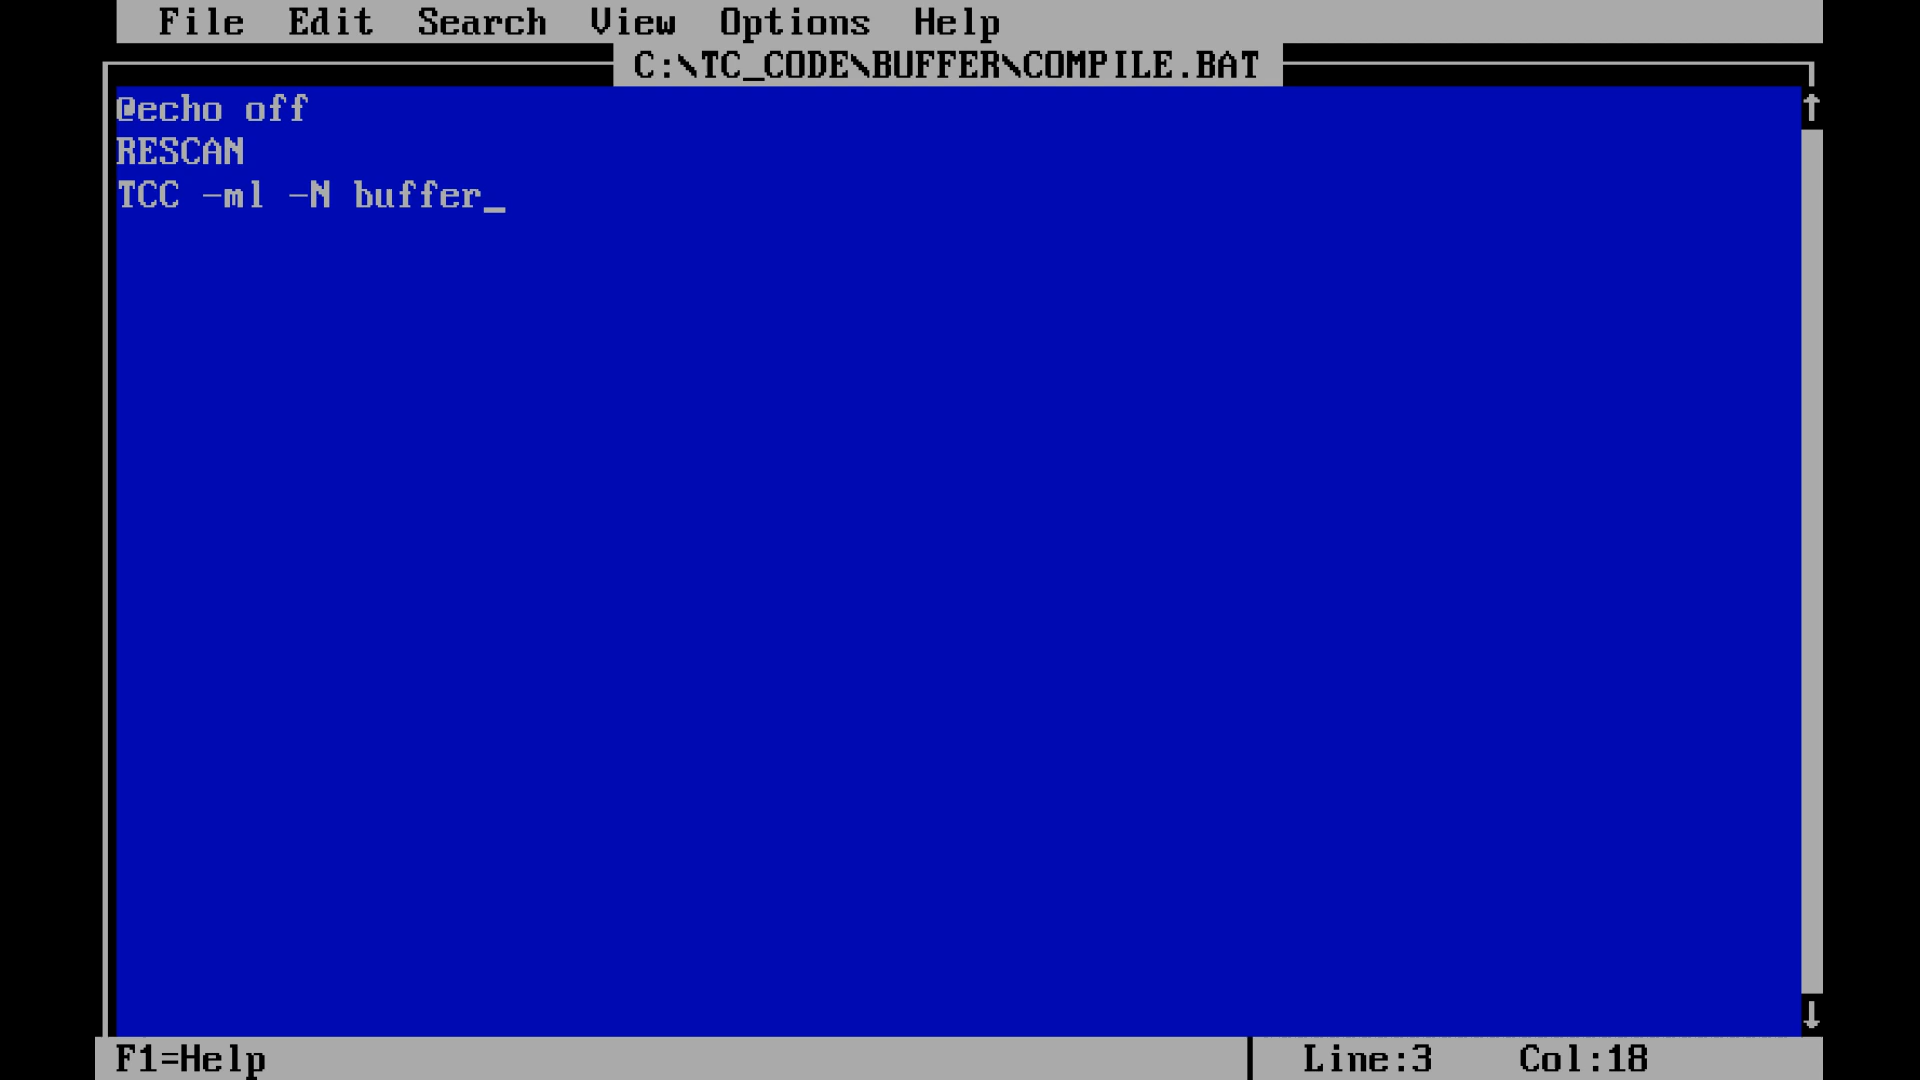 File Edit Search View Options Help
C:\TC_CODE\BUFFER\COMPILE.BAT
@echo off
RESCAN
TCC -ml -N buffer_
F1=Help Line:3 Col:18